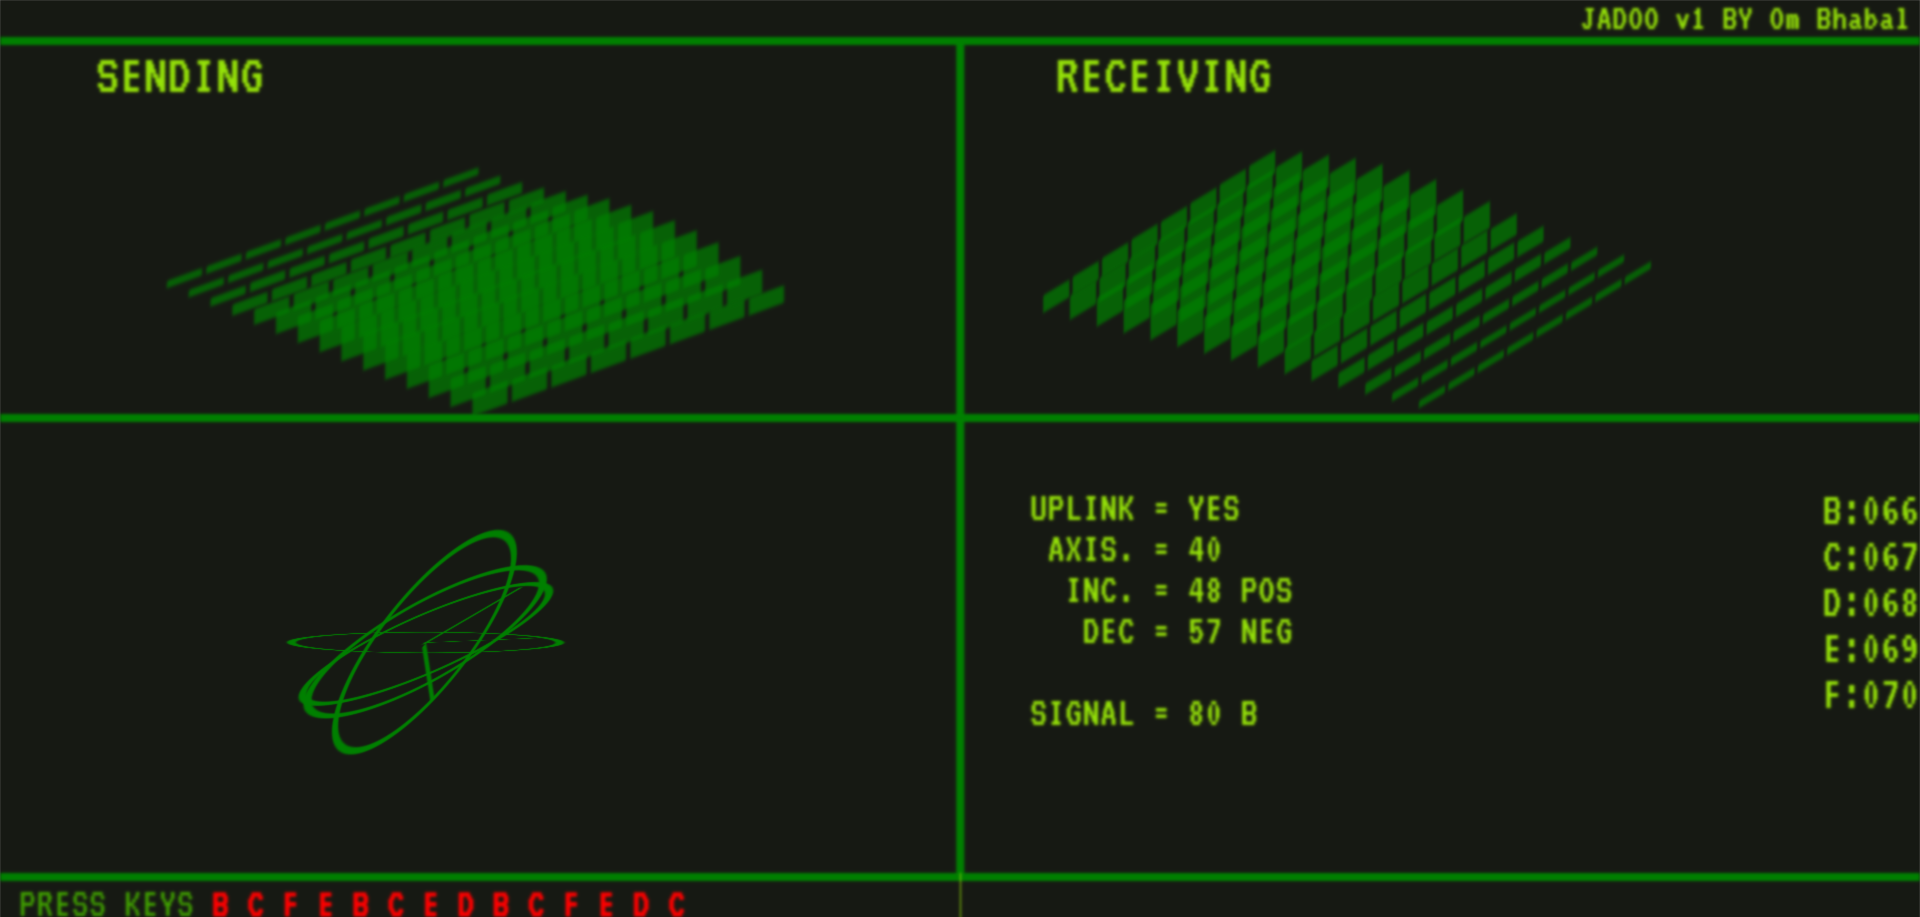 JADOO v1 BY Om Bhabal
SENDING
RECEIVING
UPLINK = YES
AXIS. = 40
INC. = 48 POS
DEC = 57 NEG
SIGNAL = 80 B
B:066
C:067
D:068
E:069
F:070
PRESS KEYS B C F E B C E D B C F E D C